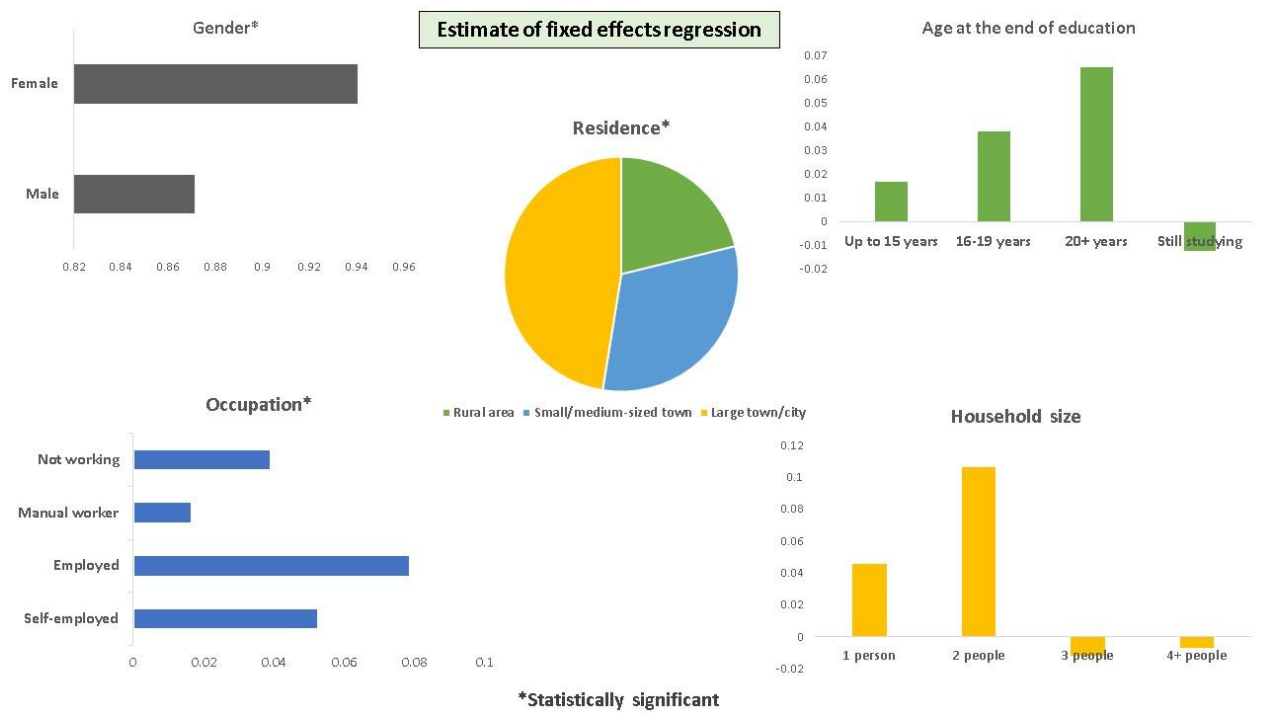 Estimate of fixed effects regression
Gender*
Female
Male
0.82 0.84 0.86 0.88 0.9 0.92 0.94 0.96
Residence*
■ Rural area ■ Small/medium-sized town ■ Large town/city
Age at the end of education
0.07
0.06
0.05
0.04
0.03
0.02
0.01
0
-0.01
-0.02
Up to 15 years 16-19 years 20+ years Still studying
Occupation*
Not working
Manual worker
Employed
Self-employed
0 0.02 0.04 0.06 0.08 0.1
Household size
0.12
0.1
0.08
0.06
0.04
0.02
0
-0.02
1 person 2 people 3 people 4+ people
*Statistically significant